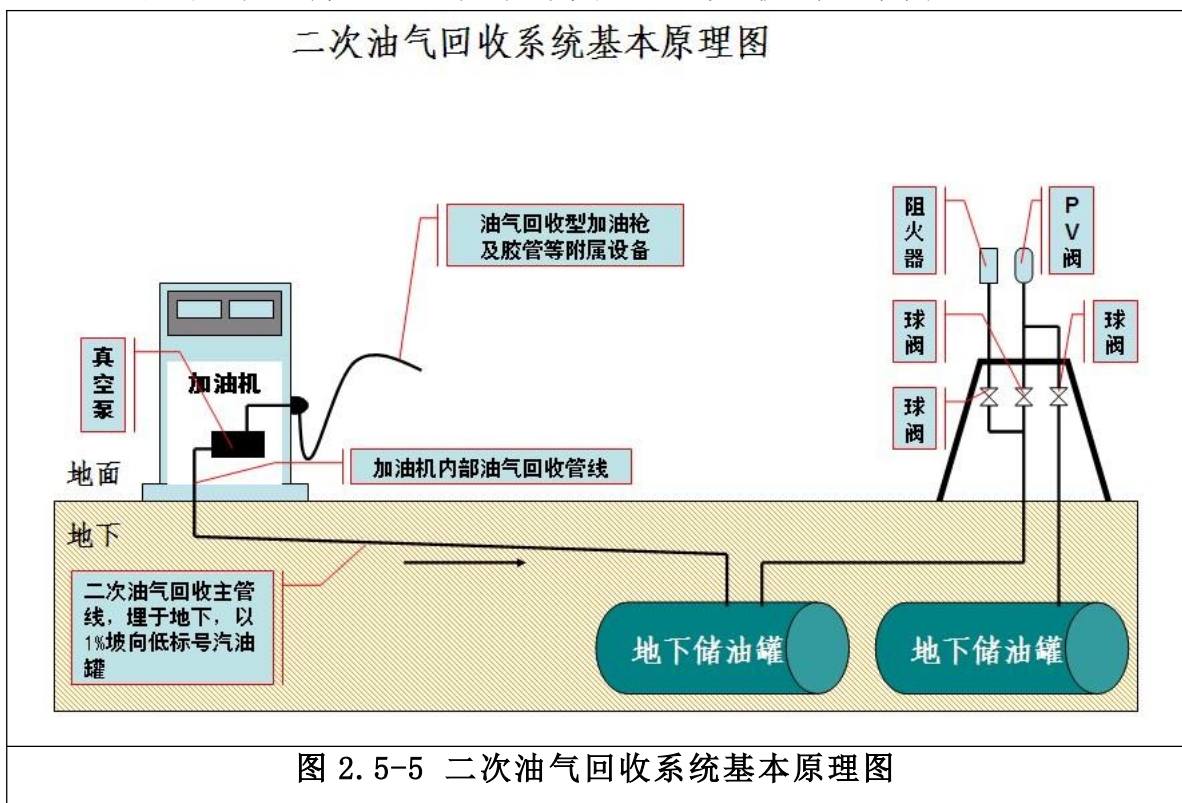 二次油气回收系统基本原理图
油气回收型加油枪
及胶管等附属设备
阻
火
器
P
V
阀
球
阀
球
阀
球
阀
真
空
泵
加油机
加油机内部油气回收管线
地面
地下
二次油气回收主管
线，埋于地下，以
1%坡向低标号汽油
罐
地下储油罐
地下储油罐
图 2.5-5 二次油气回收系统基本原理图